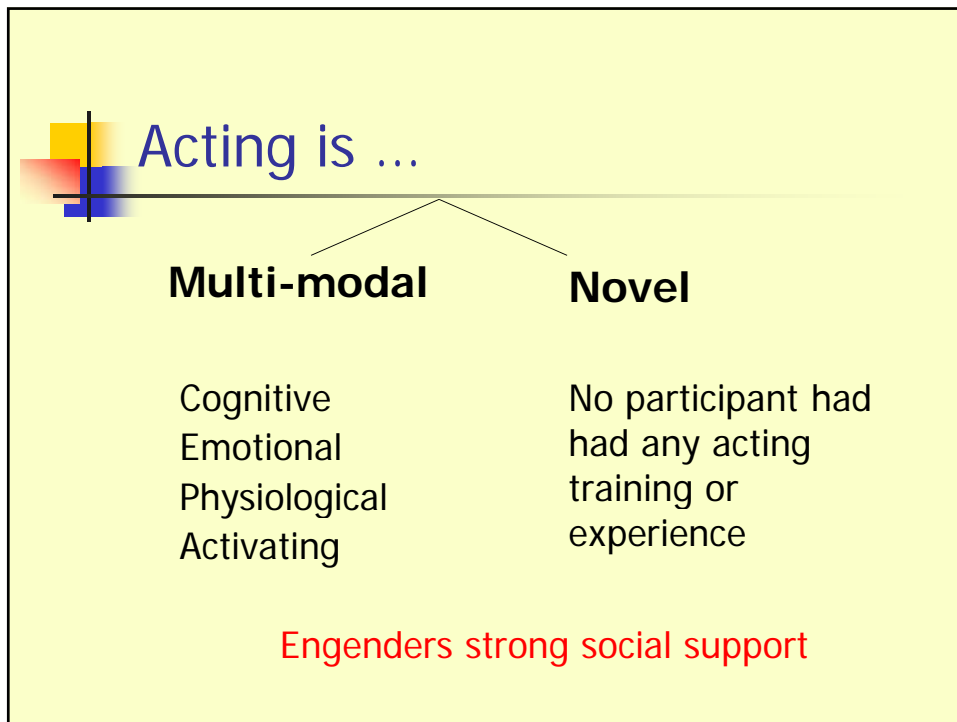 Acting is ...
Multi-modal
Novel
Cognitive
Emotional
Physiological
Activating
No participant had
had any acting
training or
experience
Engenders strong social support